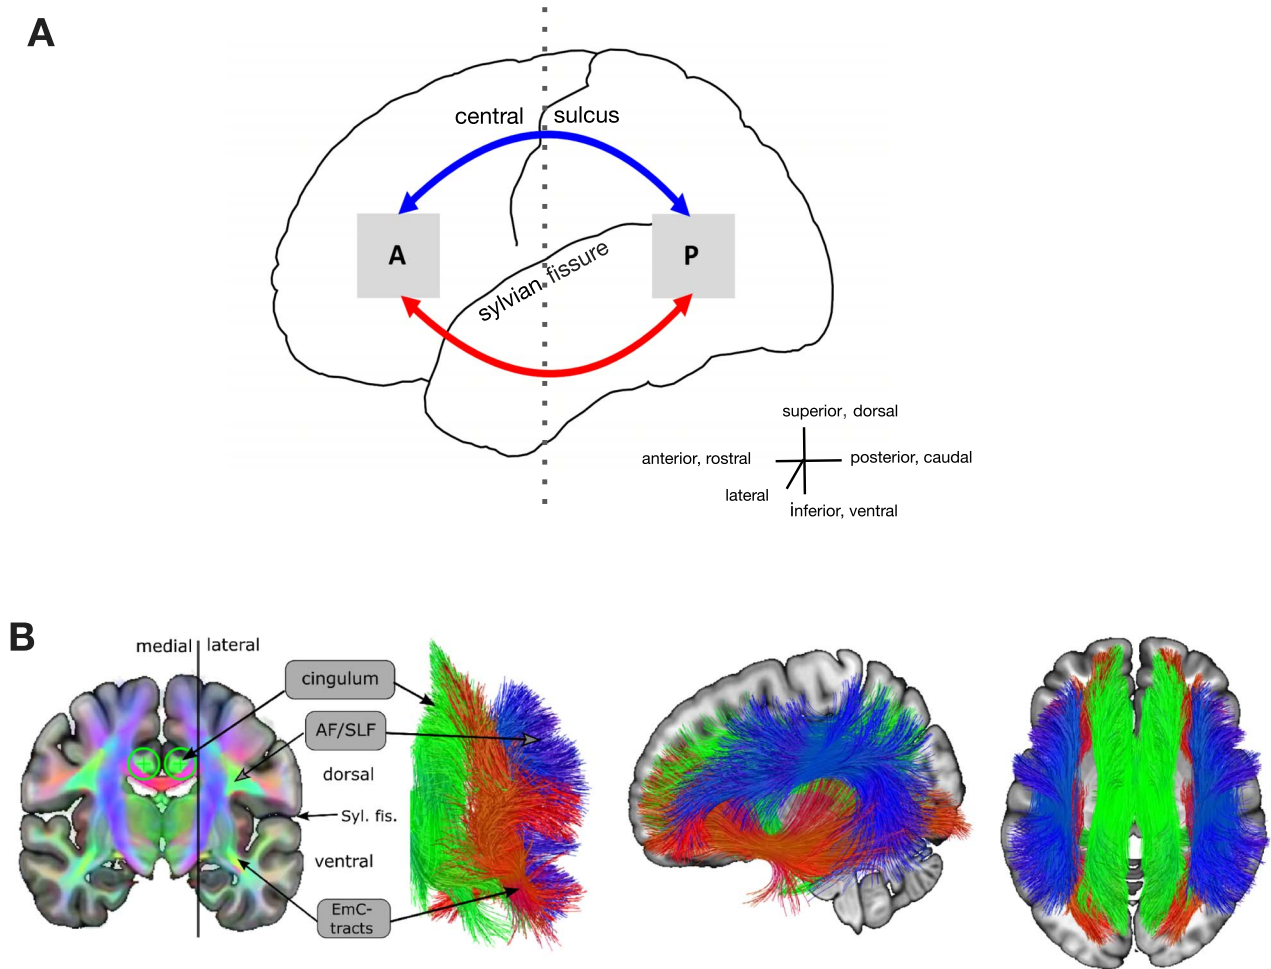 A
central sulcus
A
P
sylvian fissure
superior, dorsal
anterior, rostral
posterior, caudal
lateral
inferior, ventral
B
medial
lateral
cingulum
AF/SLF
dorsal
Syl. fis.
ventral
EmC-
tracts